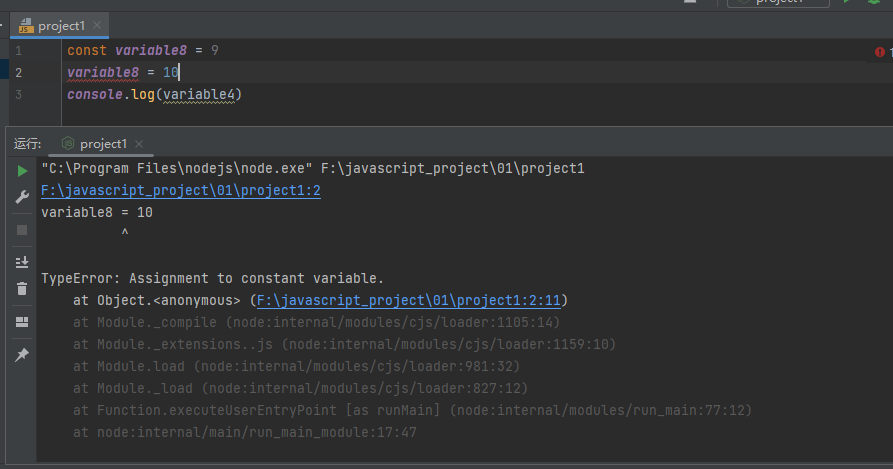 project1
JS project1
1 const variable8 = 9
2 variable8 = 10
3 console.log(variable4)
运行: project1
"C:\Program Files\nodejs\node.exe" F:\javascript_project\01\project1
F:\javascript_project\01\project1:2
variable8 = 10
^
TypeError: Assignment to constant variable.
at Object.<anonymous> (F:\javascript_project\01\project1:2:11)
at Module._compile (node:internal/modules/cjs/loader:1105:14)
at Module._extensions..js (node:internal/modules/cjs/loader:1159:10)
at Module.load (node:internal/modules/cjs/loader:981:32)
at Module._load (node:internal/modules/cjs/loader:827:12)
at Function.executeUserEntryPoint [as runMain] (node:internal/modules/run_main:77:12)
at node:internal/main/run_main_module:17:47